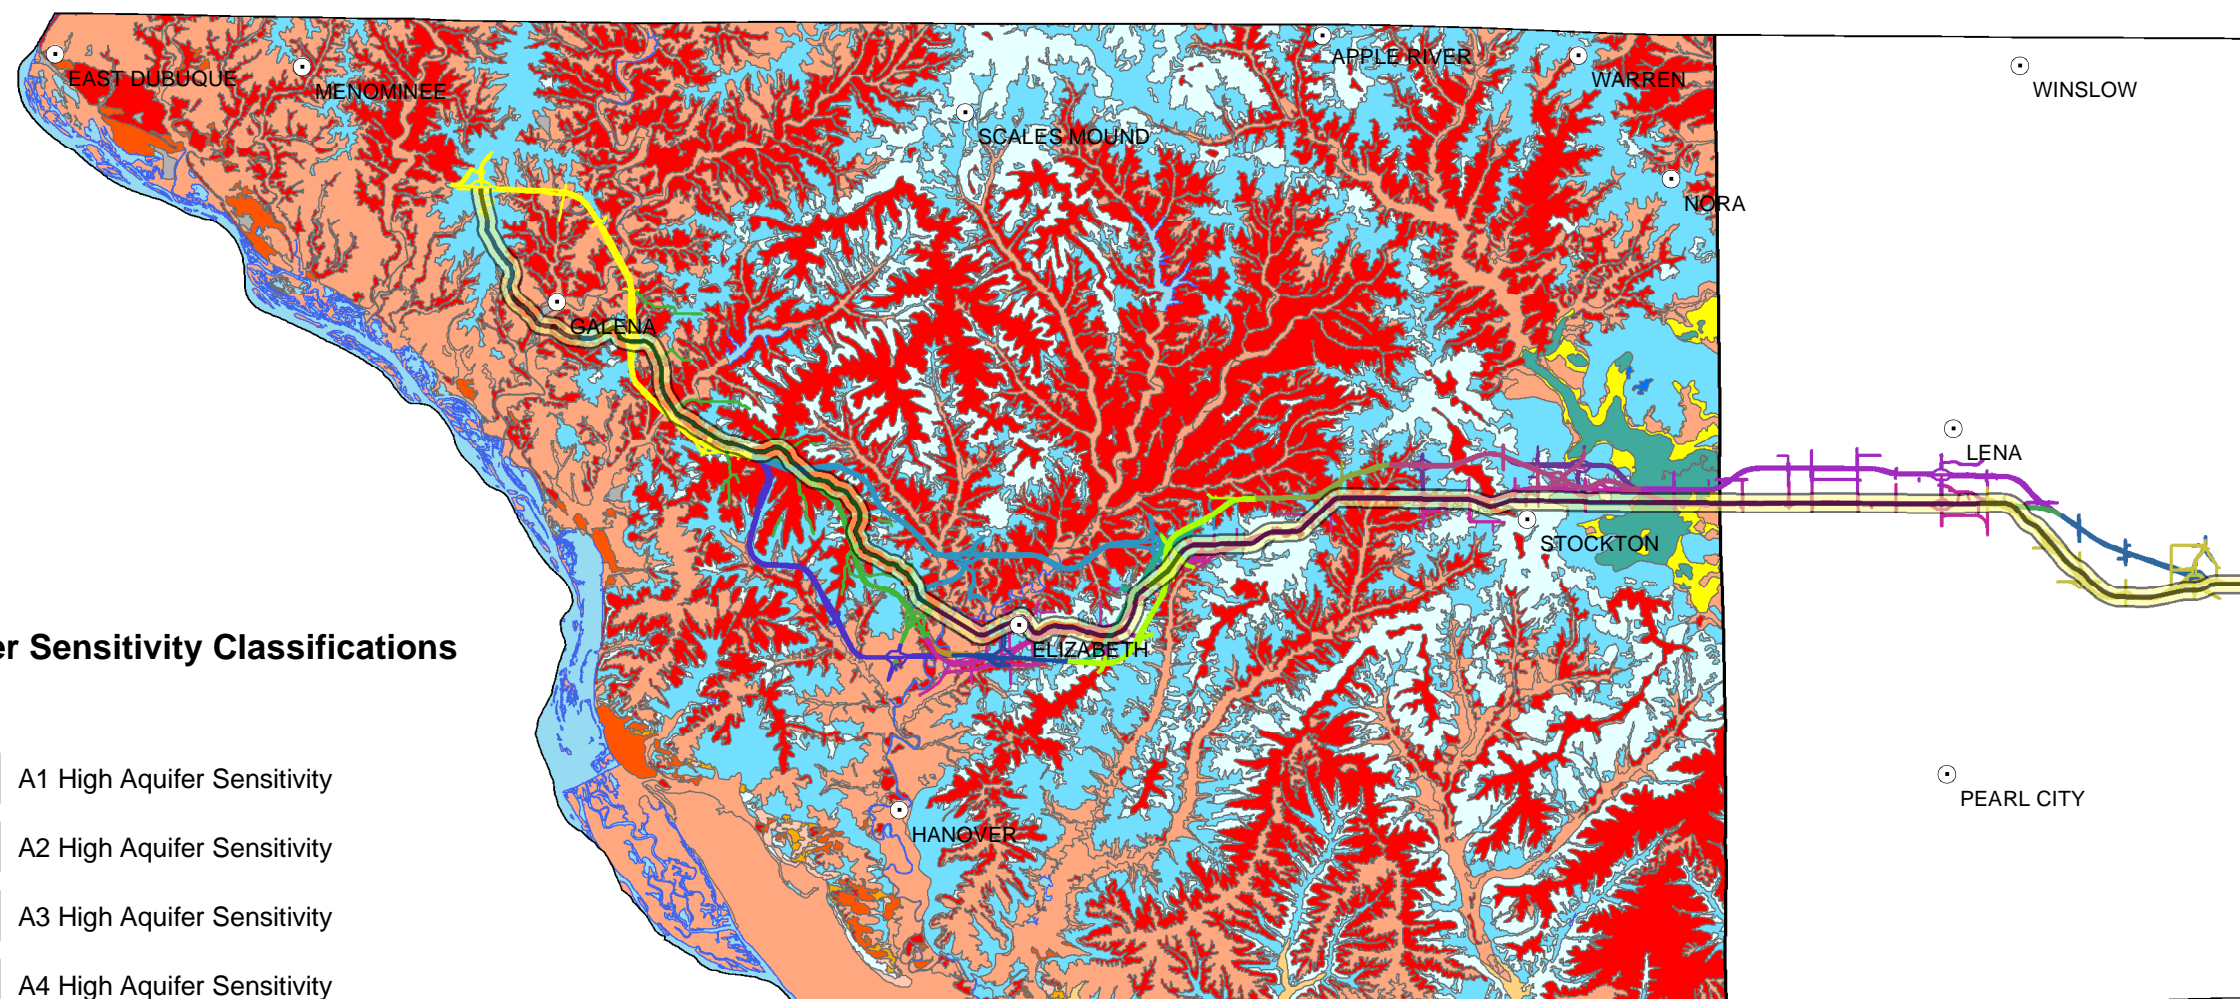 APPLE RIVER
EAST DUBUQUE
MENOMINEE
WARREN
WINSLOW
SCALES MOUND
NORA
GALENA
LENA
STOCKTON
ELIZABETH
Sensitivity Classifications
A1 High Aquifer Sensitivity
PEARL CITY
HANOVER
A2 High Aquifer Sensitivity
A3 High Aquifer Sensitivity
A4 High Aquifer Sensitivity